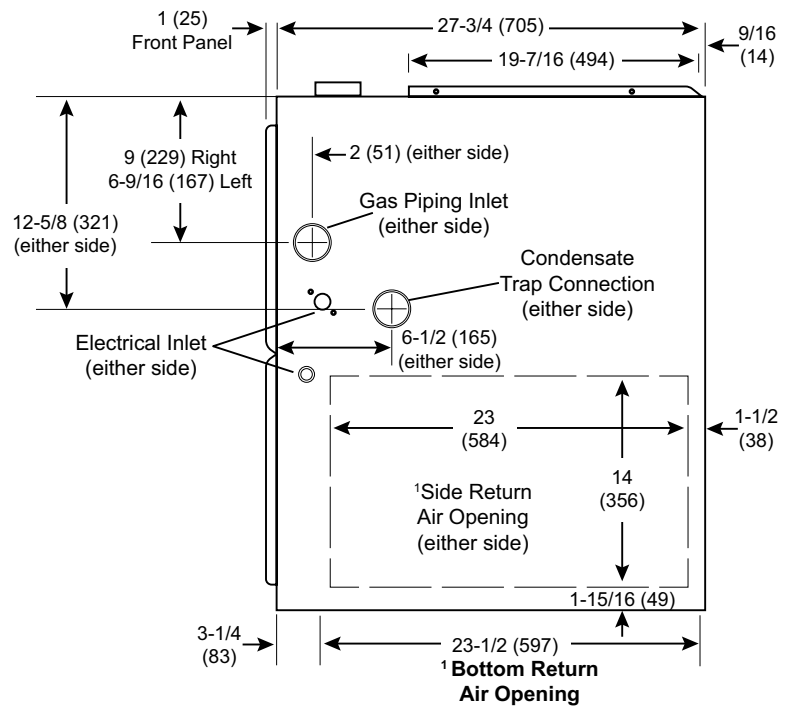 1 (25)
Front Panel
27-3/4 (705)
9/16
(14)
19-7/16 (494)
9 (229) Right
6-9/16 (167) Left
2 (51) (either side)
12-5/8 (321)
(either side)
Gas Piping Inlet
(either side)
Condensate
Trap Connection
(either side)
Electrical Inlet
(either side)
6-1/2 (165)
(either side)
23
(584)
1-1/2
(38)
14
(356)
¹Side Return
Air Opening
(either side)
1-15/16 (49)
3-1/4
(83)
23-1/2 (597)
¹ Bottom Return
Air Opening